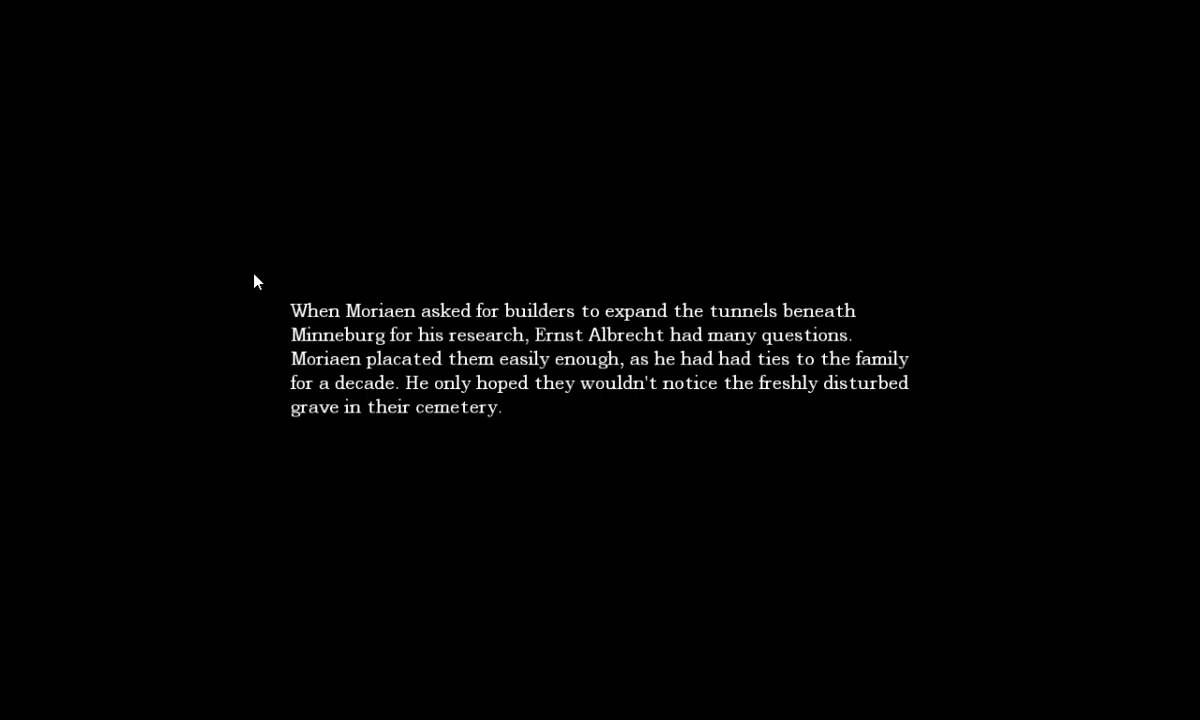 When Moriaen asked for builders to expand the tunnels beneath
Minneburg for his research, Ernst Albrecht had many questions.
Moriaen placated them easily enough, as he had had ties to the family
for a decade. He only hoped they wouldn't notice the freshly disturbed
grave in their cemetery.